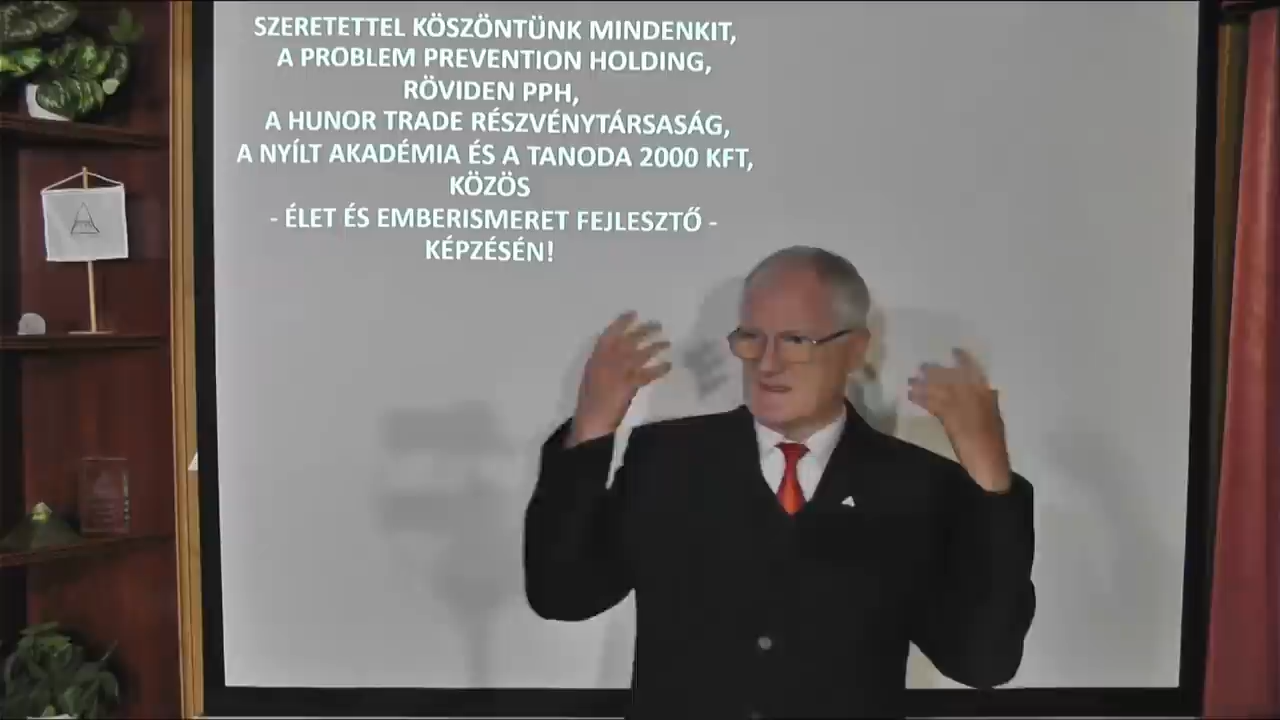 SZERETETTEL KÖSZÖNTÜNK MINDENKIT,
A PROBLEM PREVENTION HOLDING,
RÖVIDEN PPH,
A HUNOR TRADE RÉSZVÉNYTÁRSASÁG,
A NYÍLT AKADÉMIA ÉS A TANODA 2000 KFT,
KÖZÖS
- ÉLET ÉS EMBERISMERET FEJLESZTŐ -
KÉPZÉSÉN!